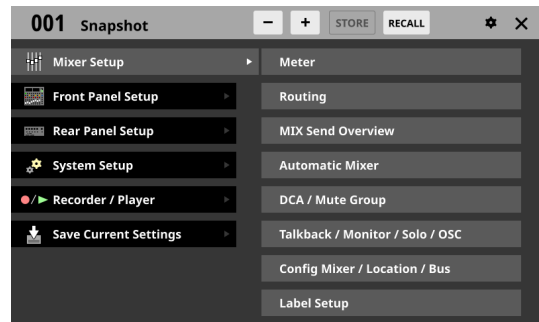 001 Snapshot - + STORE RECALL
Mixer Setup
Front Panel Setup
Rear Panel Setup
System Setup
Recorder / Player
Save Current Settings
Meter
Routing
MIX Send Overview
Automatic Mixer
DCA / Mute Group
Talkback / Monitor / Solo / OSC
Config Mixer / Location / Bus
Label Setup